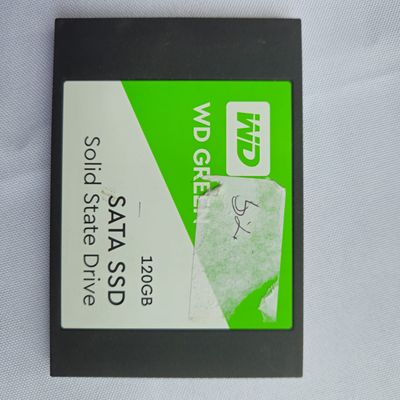 WD
WD GREEN
SATA SSD
Solid State Drive
120GB